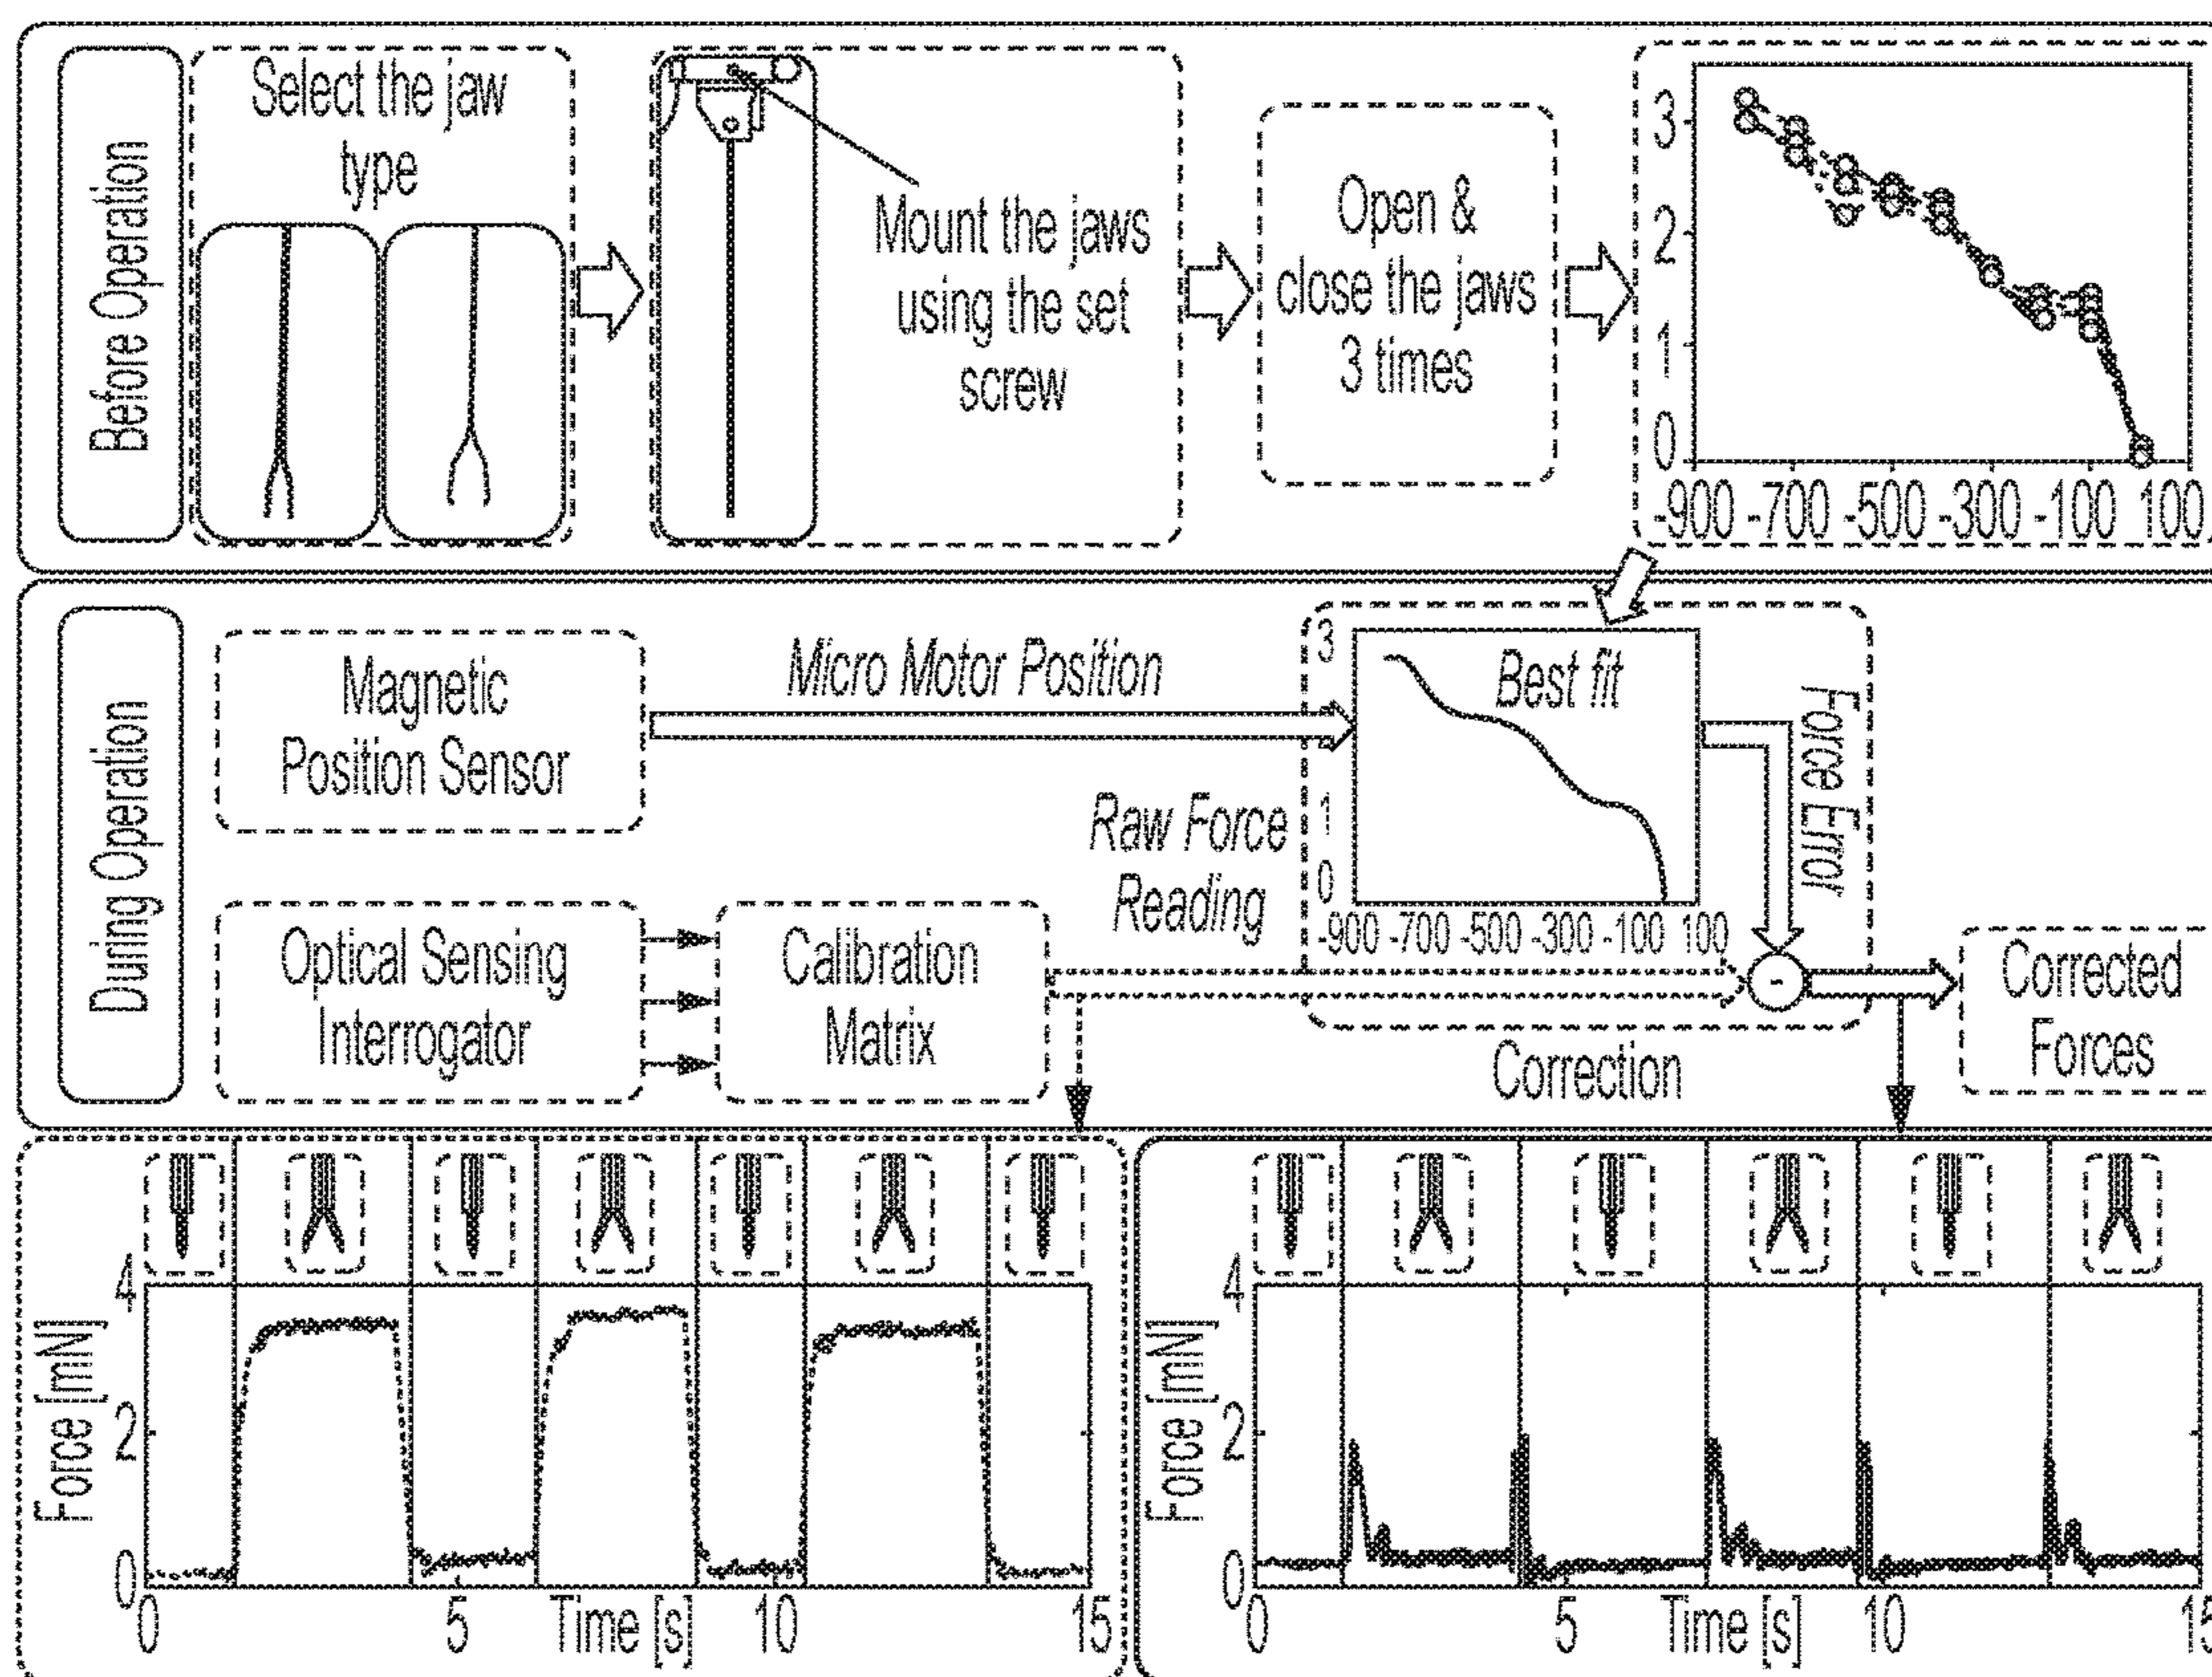 Before Operation
Select the jaw
type
Mount the jaws
using the set
screw
Open &
close the jaws
3 times
3
2
1
0
-900 -700 -500 -300 -100 100
During Operation
Magnetic
Position Sensor
Micro Motor Position
3
Best fit
1
0
-900 -700 -500 -300 -100 100
Force Error
Raw Force
Reading
Optical Sensing
Interrogator
Calibration
Matrix
-
Corrected
Forces
Correction
Force [mN]
4
2
0
0 5 Time [s] 10 15
Force [mN]
4
2
0
0 5 Time [s] 10 15